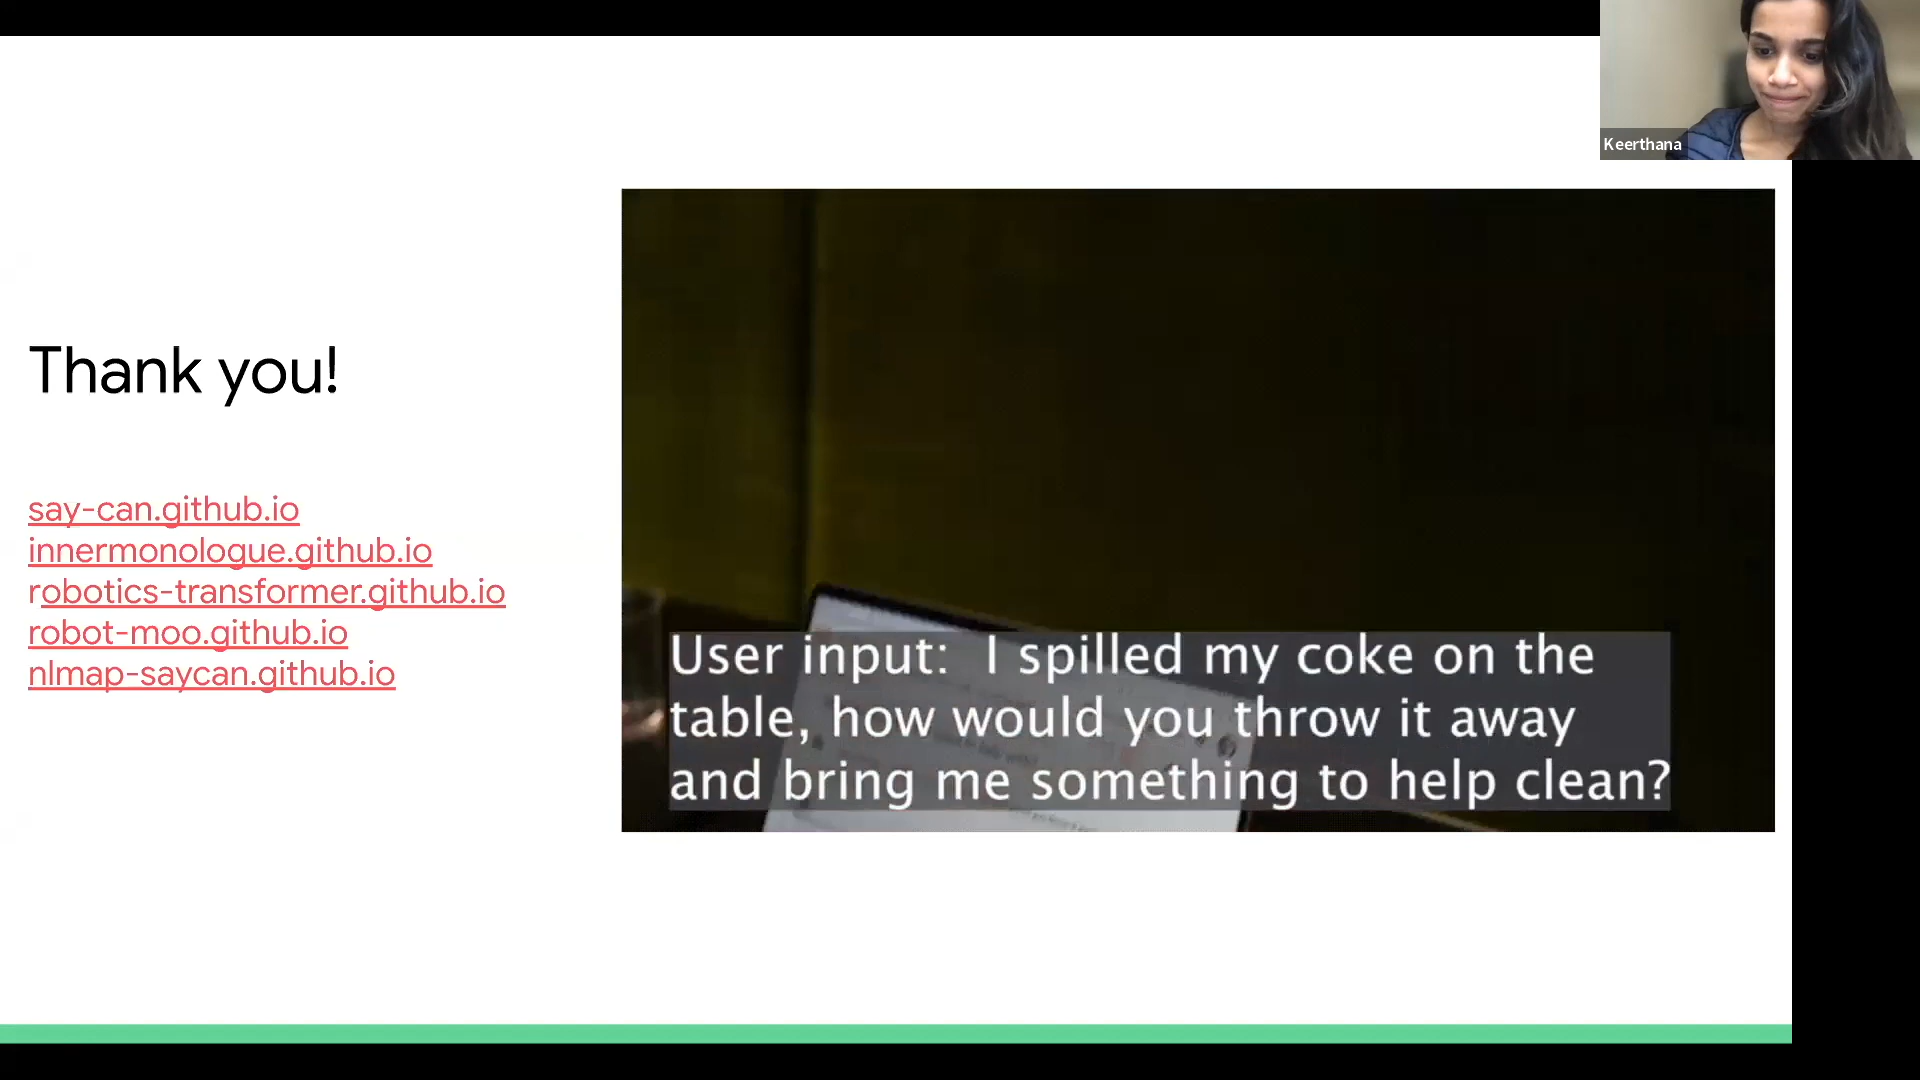 Keerthana
Thank you!
say-can.github.io
innermonologue.github.io
robotics-transformer.github.io
robot-moo.github.io
nlmap-saycan.github.io
User input: I spilled my coke on the
table, how would you throw it away
and bring me something to help clean?